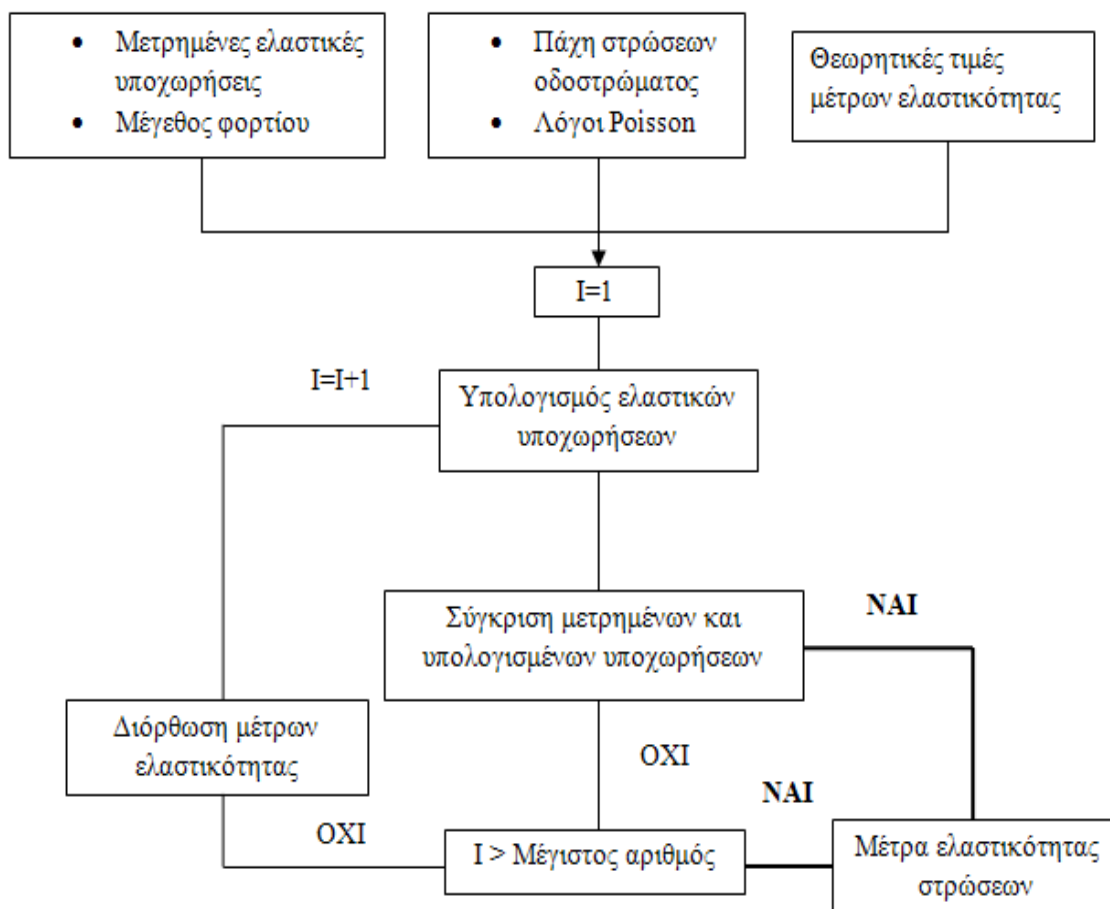 • Μετρημένες ελαστικές
υποχωρήσεις
• Μέγεθος φορτίου
• Πάχη στρώσεων
οδοστρώματος
• Λόγοι Poisson
Θεωρητικές τιμές
μέτρων ελαστικότητας
I=1
I=I+1
Υπολογισμός ελαστικών
υποχωρήσεων
Σύγκριση μετρημένων και
υπολογισμένων υποχωρήσεων
ΝΑΙ
Διόρθωση μέτρων
ελαστικότητας
ΟΧΙ
ΝΑΙ
ΟΧΙ
I > Μέγιστος αριθμός
Μέτρα ελαστικότητας
στρώσεων